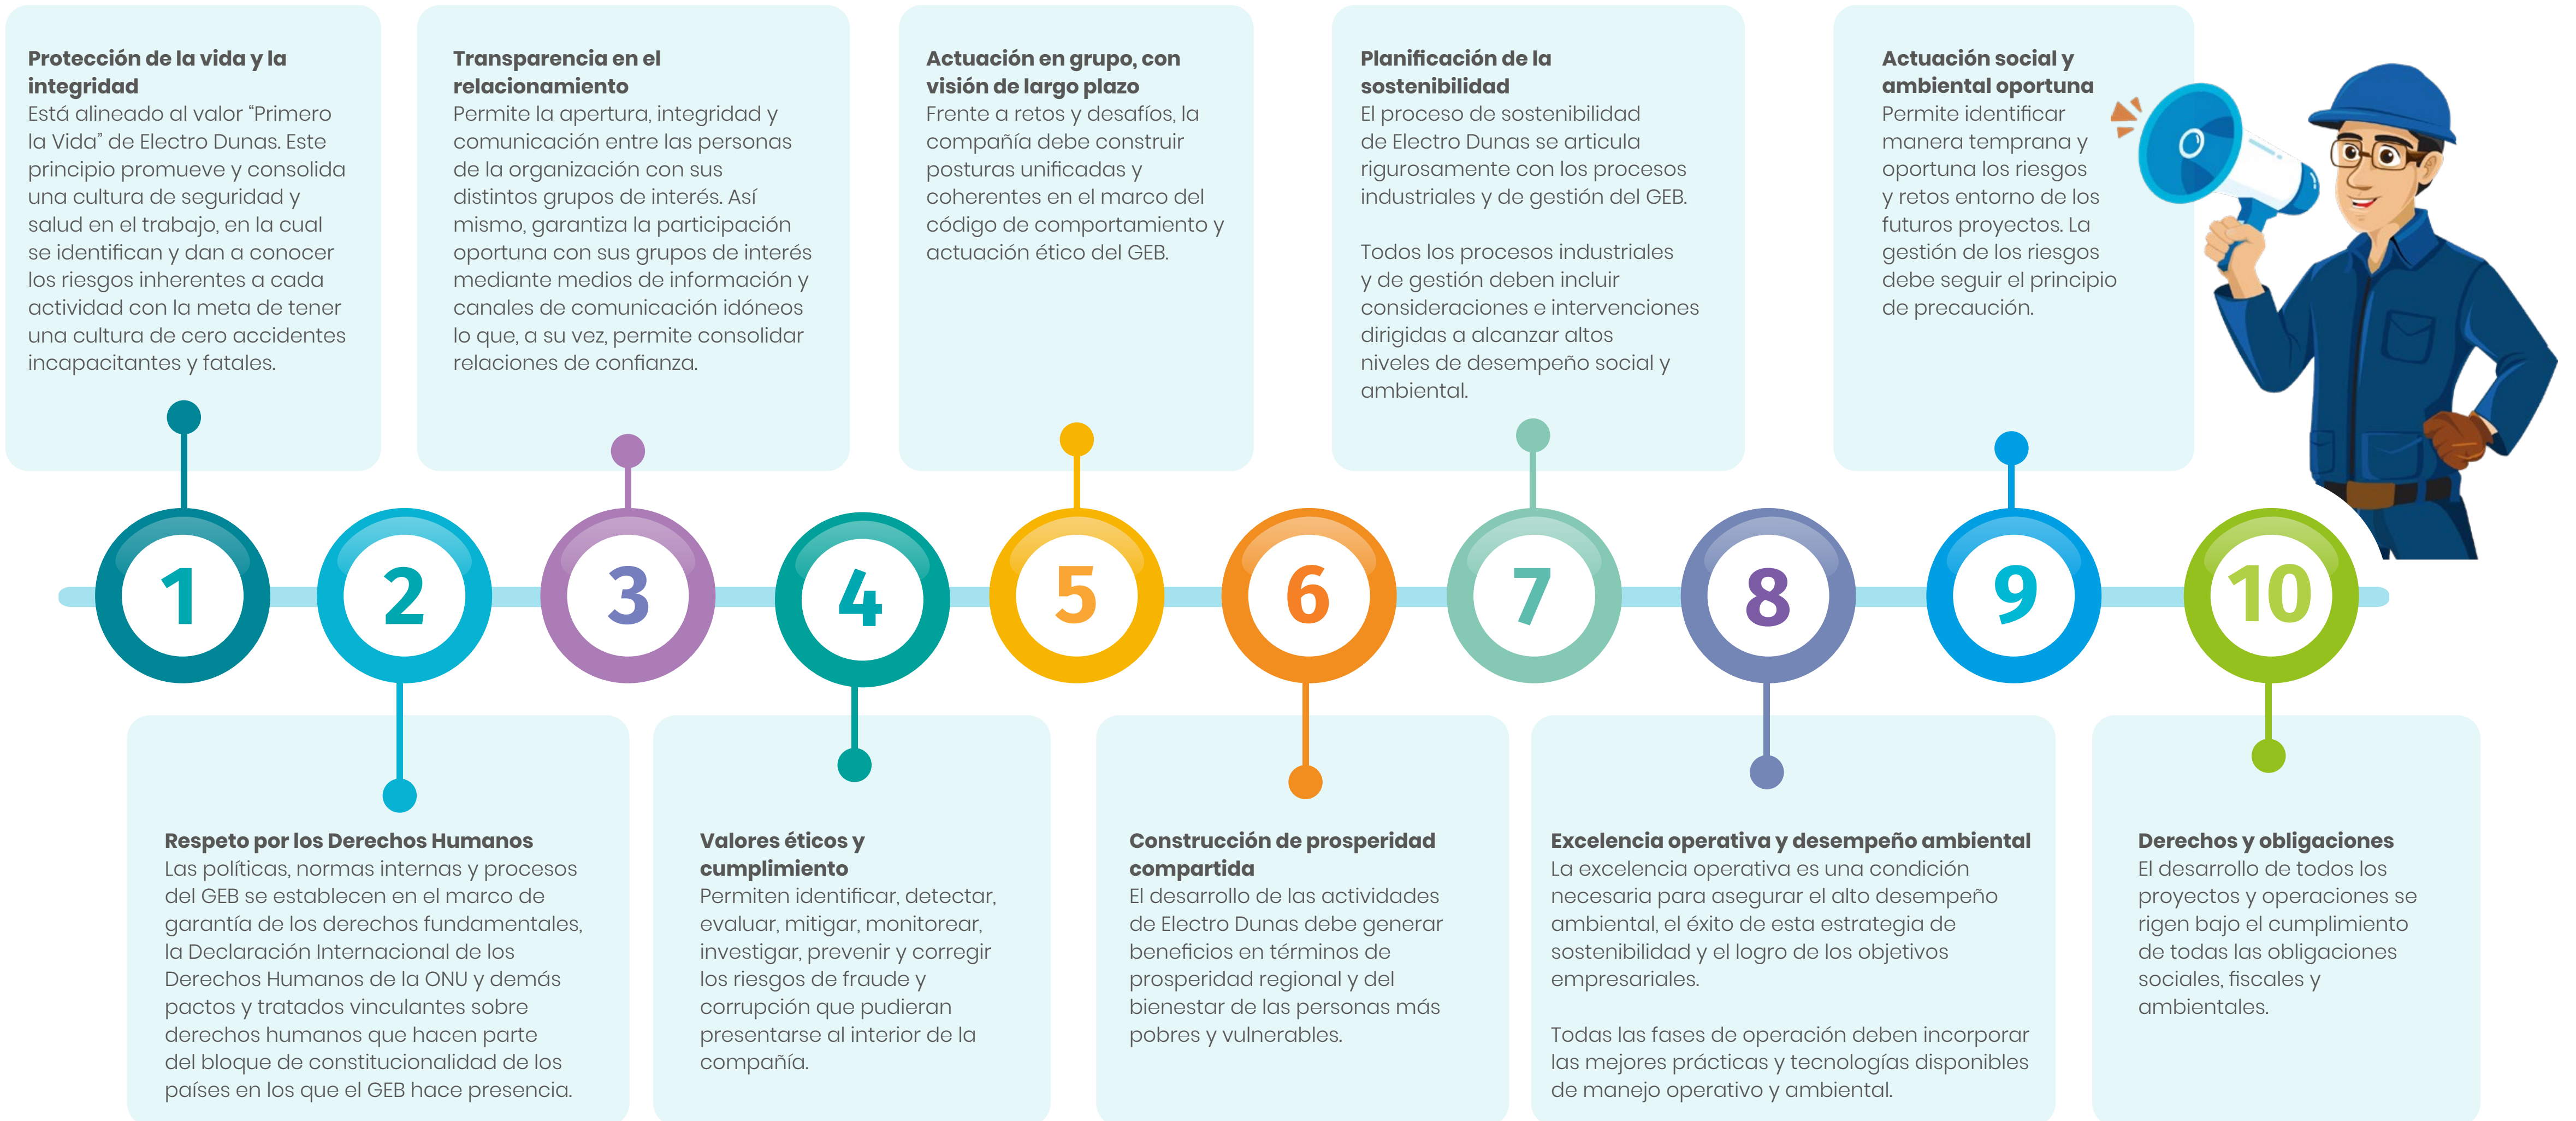 Protección de la vida y la
integridad
Está alineado al valor “Primero
la Vida” de Electro Dunas. Este
principio promueve y consolida
una cultura de seguridad y
salud en el trabajo, en la cual
se identifican y dan a conocer
los riesgos inherentes a cada
actividad con la meta de tener
una cultura de cero accidentes
incapacitantes y fatales.
Transparencia en el
relacionamiento
Permite la apertura, integridad y
comunicación entre las personas
de la organización con sus
distintos grupos de interés. Así
mismo, garantiza la participación
oportuna con sus grupos de interés
mediante medios de información y
canales de comunicación idóneos
lo que, a su vez, permite consolidar
relaciones de confianza.
Actuación en grupo, con
visión de largo plazo
Frente a retos y desafíos, la
compañía debe construir
posturas unificadas y
coherentes en el marco del
código de comportamiento y
actuación ético del GEB.
Planificación de la
sostenibilidad
El proceso de sostenibilidad
de Electro Dunas se articula
rigurosamente con los procesos
industriales y de gestión del GEB.
Todos los procesos industriales
y de gestión deben incluir
consideraciones e intervenciones
dirigidas a alcanzar altos
niveles de desempeño social y
ambiental.
Actuación social y
ambiental oportuna
Permite identificar
manera temprana y
oportuna los riesgos
y retos entorno de los
futuros proyectos. La
gestión de los riesgos
debe seguir el principio
de precaución.
1
2
3
4
5
6
7
8
9
10
Respeto por los Derechos Humanos
Las políticas, normas internas y procesos
del GEB se establecen en el marco de
garantía de los derechos fundamentales,
la Declaración Internacional de los
Derechos Humanos de la ONU y demás
pactos y tratados vinculantes sobre
derechos humanos que hacen parte
del bloque de constitucionalidad de los
países en los que el GEB hace presencia.
Valores éticos y
cumplimiento
Permiten identificar, detectar,
evaluar, mitigar, monitorear,
investigar, prevenir y corregir
los riesgos de fraude y
corrupción que pudieran
presentarse al interior de la
compañía.
Construcción de prosperidad
compartida
El desarrollo de las actividades
de Electro Dunas debe generar
beneficios en términos de
prosperidad regional y del
bienestar de las personas más
pobres y vulnerables.
Excelencia operativa y desempeño ambiental
La excelencia operativa es una condición
necesaria para asegurar el alto desempeño
ambiental, el éxito de esta estrategia de
sostenibilidad y el logro de los objetivos
empresariales.
Todas las fases de operación deben incorporar
las mejores prácticas y tecnologías disponibles
de manejo operativo y ambiental.
Derechos y obligaciones
El desarrollo de todos los
proyectos y operaciones se
rigen bajo el cumplimiento
de todas las obligaciones
sociales, fiscales y
ambientales.